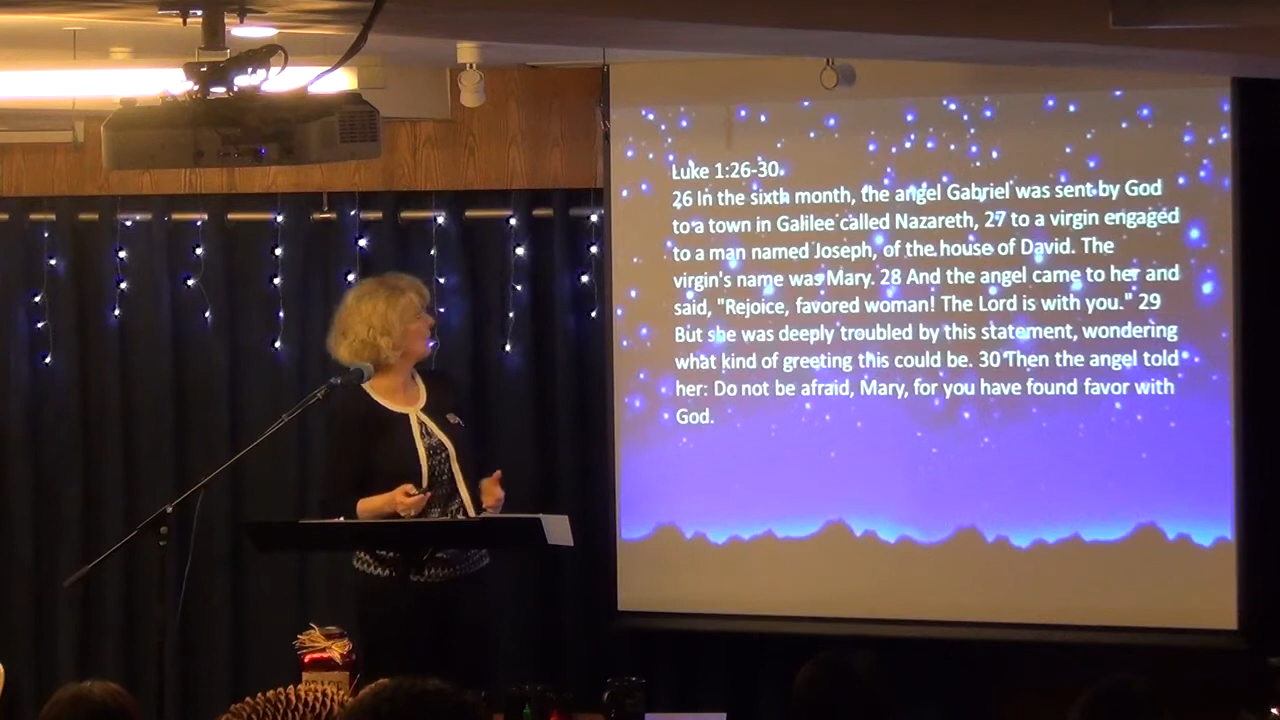 Luke 1:26-30
26 In the sixth month, the angel Gabriel was sent by God
to a town in Galilee called Nazareth, 27 to a virgin engaged
to a man named Joseph, of the house of David. The
virgin's name was Mary. 28 And the angel came to her and
said, "Rejoice, favored woman! The Lord is with you." 29
But she was deeply troubled by this statement, wondering
what kind of greeting this could be. 30 Then the angel told
her: Do not be afraid, Mary, for you have found favor with
God.